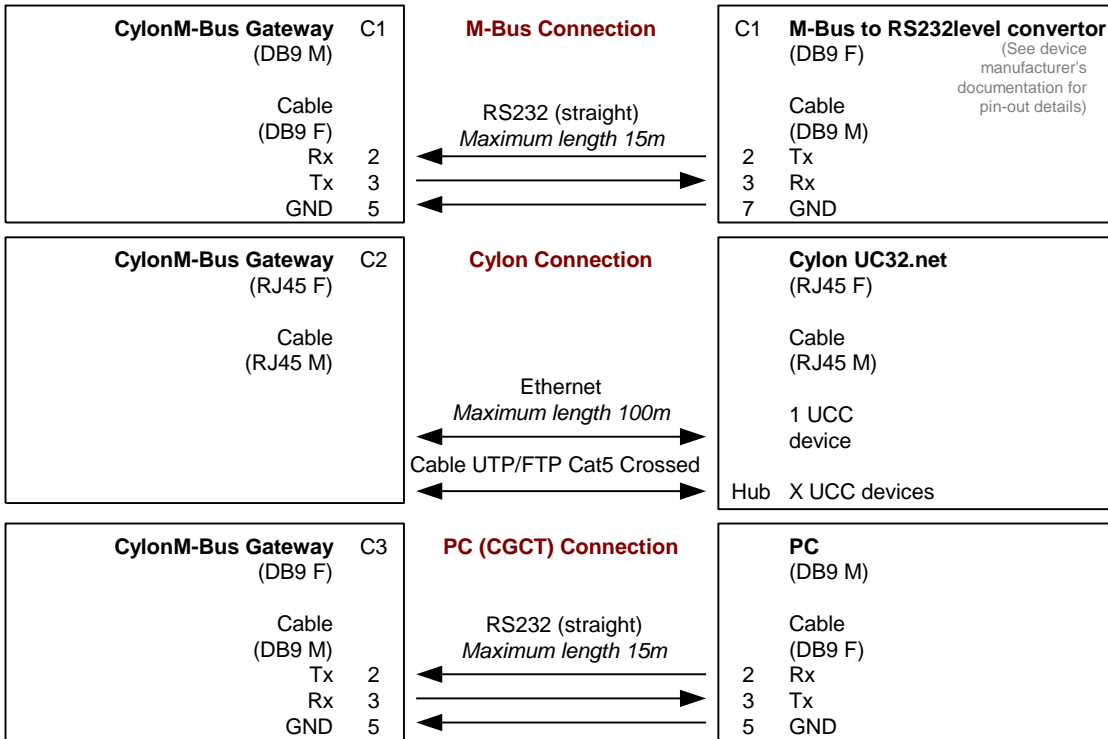 CylonM-Bus Gateway C1
(DB9 M)
Cable
(DB9 F)
Rx 2
Tx 3
GND 5
M-Bus Connection
RS232 (straight)
Maximum length 15m
C1 M-Bus to RS232level convertor
(DB9 F)
(See device
manufacturer's
documentation for
pin-out details)
Cable
(DB9 M)
2 Tx
3 Rx
7 GND
CylonM-Bus Gateway C2
(RJ45 F)
Cable
(RJ45 M)
Cylon Connection
Ethernet
Maximum length 100m
Cable UTP/FTP Cat5 Crossed
Cylon UC32.net
(RJ45 F)
Cable
(RJ45 M)
1 UCC
device
Hub X UCC devices
CylonM-Bus Gateway C3
(DB9 F)
Cable
(DB9 M)
Tx 2
Rx 3
GND 5
PC (CGCT) Connection
RS232 (straight)
Maximum length 15m
PC
(DB9 M)
Cable
(DB9 F)
2 Rx
3 Tx
5 GND